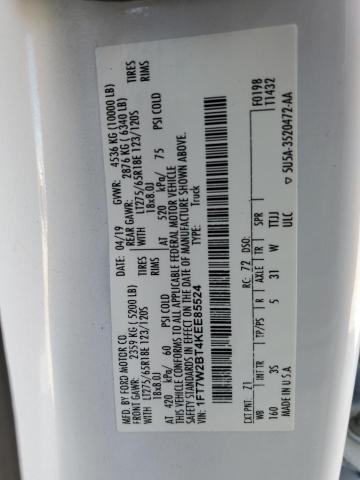 MFD. BY FORD MOTOR CO.
04/19
GVWR: 4536 KG (10000 LB)
FRONT GAWR: 2359 KG (5200 LB)
REAR GAWR: 2876 KG (6340 LB)
WITH
LT275/65R18E 123/120S
TIRES
WITH
LT275/65R18E 123/120S
TIRES
18x8.0J
RIMS
18x8.0J
RIMS
AT 420 kPa/ 60 PSI COLD
AT 520 kPa/ 75 PSI COLD
THIS VEHICLE CONFORMS TO ALL APPLICABLE FEDERAL MOTOR VEHICLE
SAFETY STANDARDS IN EFFECT ON THE DATE OF MANUFACTURE SHOWN ABOVE.
VIN: 1FT7W2BT4KEE85524
TYPE: Truck
F0198
T1432
EXT PNT: Z1
RC: 72 DSO:
WB INT TR TP/PS R AXLE TR SPR
160 3S 5 31 W TTJJ
MADE IN U.S.A.
ULC
▽ 5U5A-3520472-AA